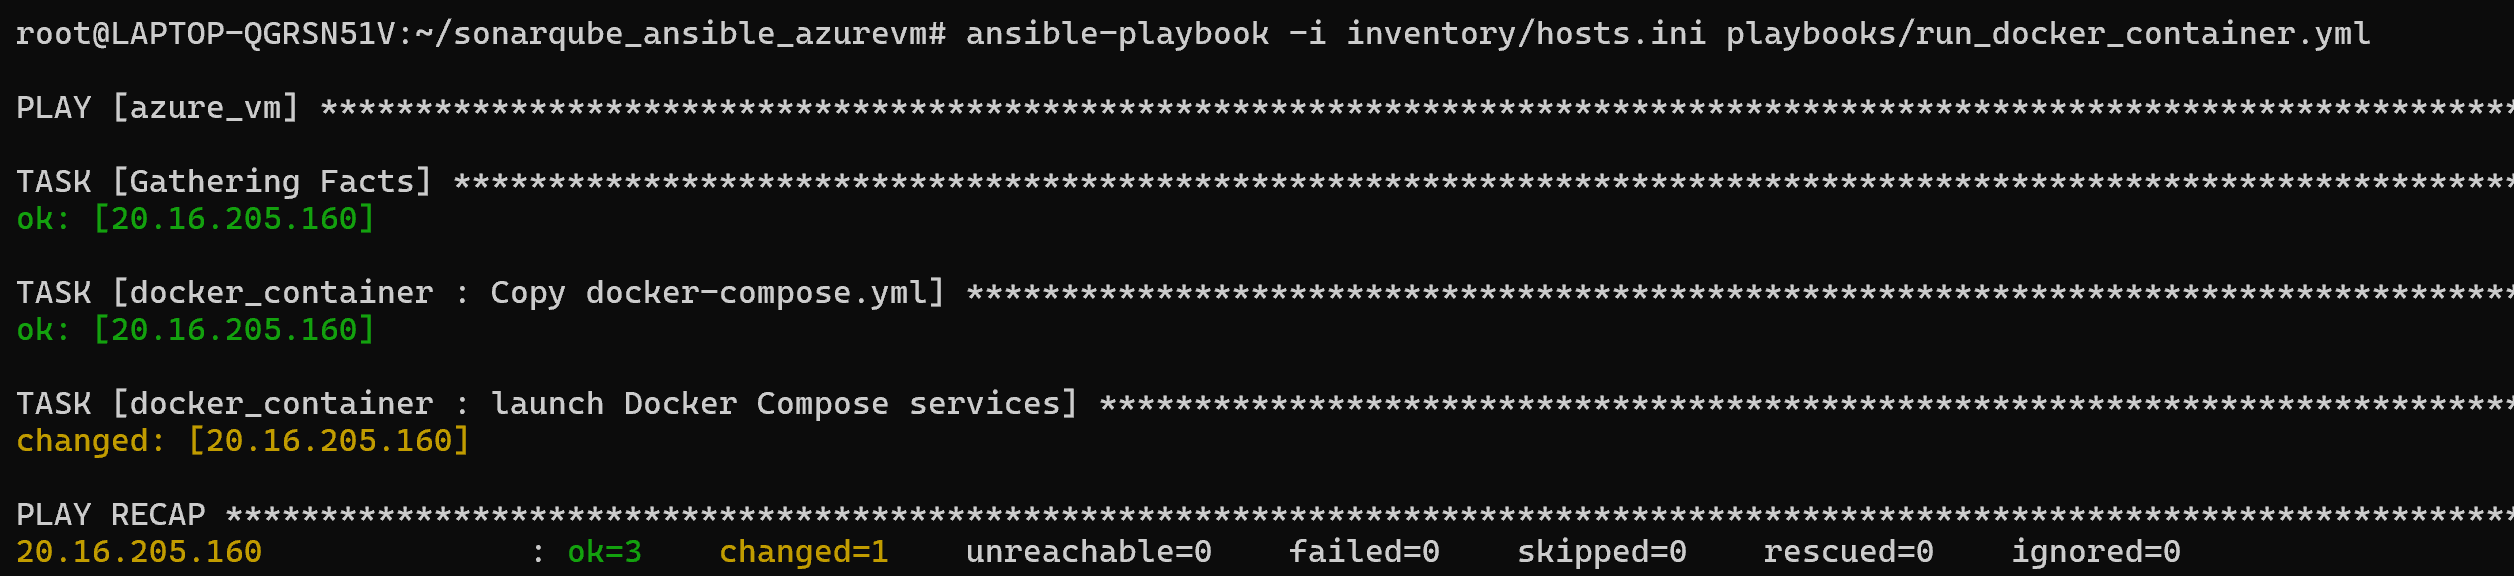 root@LAPTOP-QGRSN51V:~/sonarqube_ansible_azurevm# ansible-playbook -i inventory/hosts.ini playbooks/run_docker_container.yml
PLAY [azure_vm] ********************************************************************************************************************
TASK [Gathering Facts] *************************************************************************************************************
ok: [20.16.205.160]
TASK [docker_container : Copy docker-compose.yml] **********************************************************************************
ok: [20.16.205.160]
TASK [docker_container : launch Docker Compose services] ***************************************************************************
changed: [20.16.205.160]
PLAY RECAP *************************************************************************************************************************
20.16.205.160              : ok=3    changed=1    unreachable=0    failed=0    skipped=0    rescued=0    ignored=0